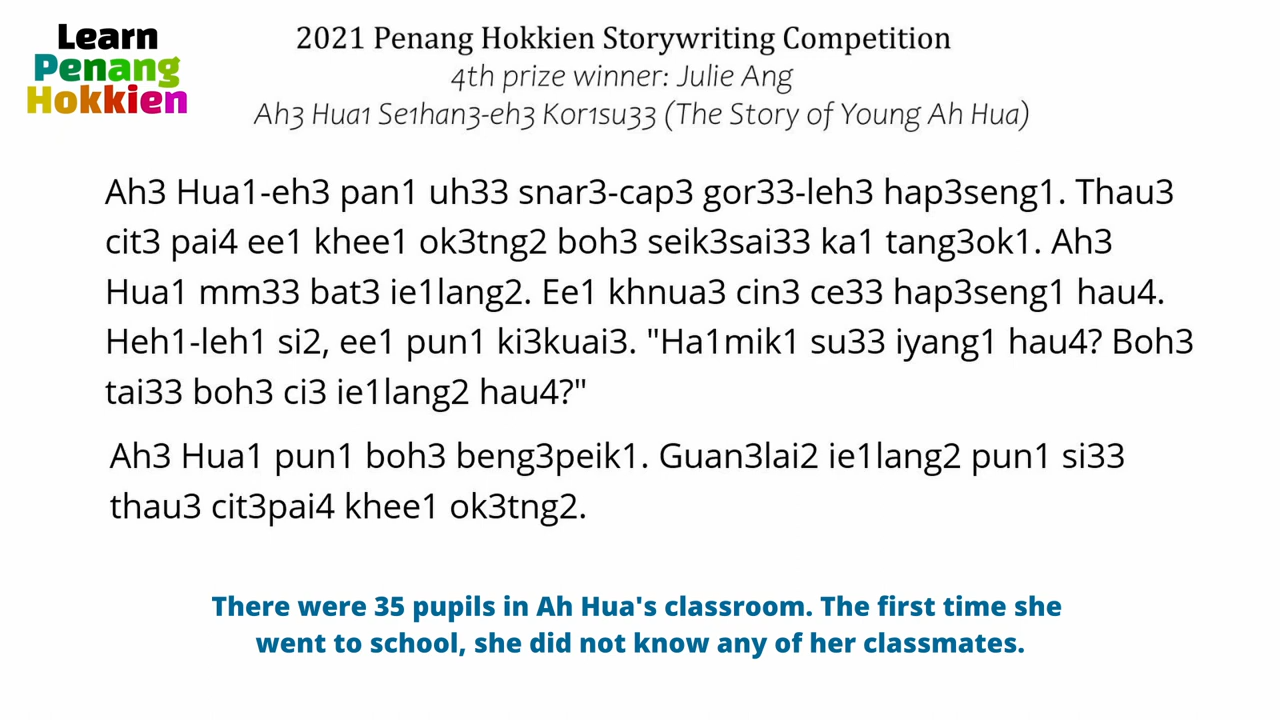 Learn
Penang
Hokkien
2021 Penang Hokkien Storywriting Competition
4th prize winner: Julie Ang
Ah3 Hua1 Se1han3-eh3 Kor1su33 (The Story of Young Ah Hua)
Ah3 Hua1-eh3 pan1 uh33 snar3-cap3 gor33-leh3 hap3seng1. Thau3
cit3 pai4 ee1 khee1 ok3tng2 boh3 seik3sai33 ka1 tang3ok1. Ah3
Hua1 mm33 bat3 ie1lang2. Ee1 khnua3 cin3 ce33 hap3seng1 hau4.
Heh1-leh1 si2, ee1 pun1 ki3kuai3. "Ha1mik1 su33 iyang1 hau4? Boh3
tai33 boh3 ci3 ie1lang2 hau4?"
Ah3 Hua1 pun1 boh3 beng3peik1. Guan3lai2 ie1lang2 pun1 si33
thau3 cit3pai4 khee1 ok3tng2.
There were 35 pupils in Ah Hua's classroom. The first time she
went to school, she did not know any of her classmates.